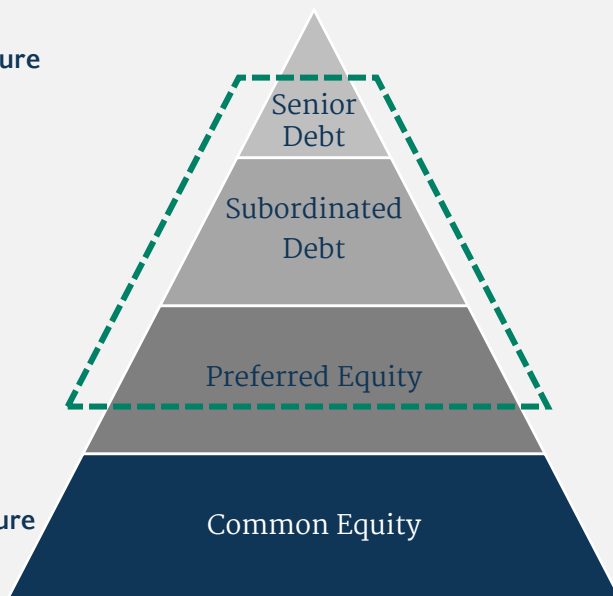 ure
Senior
Debt
Subordinated
Debt
Preferred Equity
ure
Common Equity